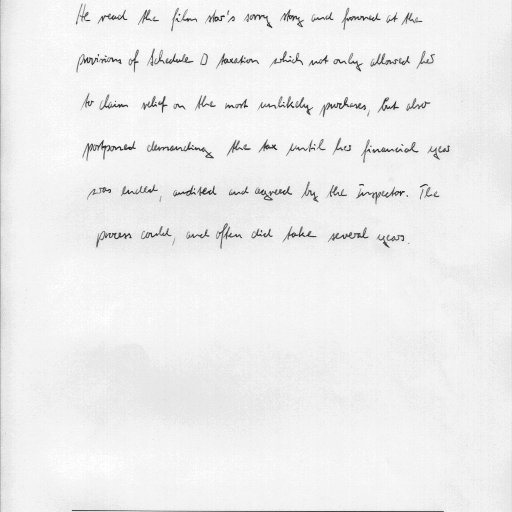 He read the film star's sorry story and frowned at the
provisions of Schedule D taxation which not only allowed her
to claim relief on the most unlikely purchases, but also
postponed demanding the tax until her financial year
was ended, audited and agreed by the Inspector. The
process could, and often did take several years.